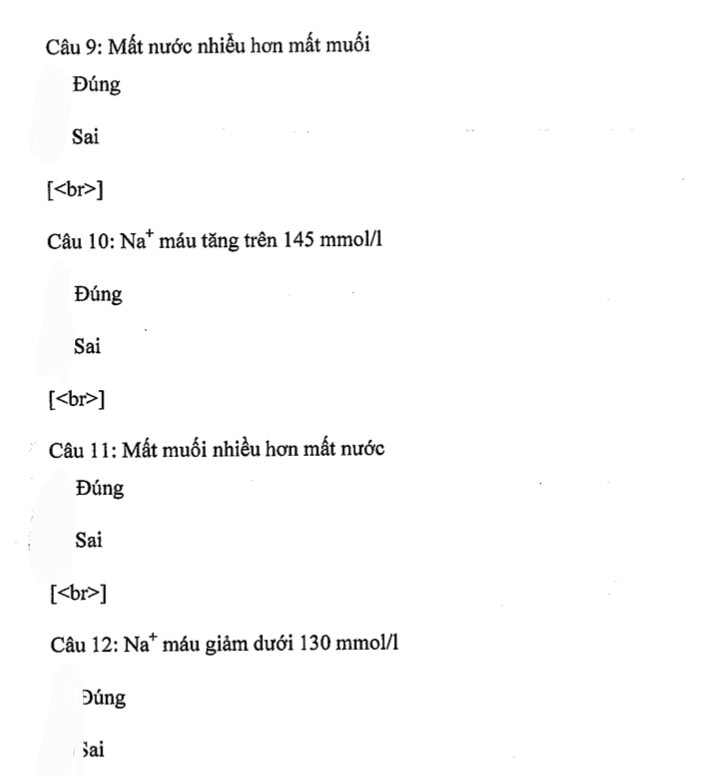 Câu 9: Mất nước nhiều hơn mất muối
Đúng
Sai
[<br>]
Câu 10: Na⁺ máu tăng trên 145 mmol/l
Đúng
Sai
[<br>]
Câu 11: Mất muối nhiều hơn mất nước
Đúng
Sai
[<br>]
Câu 12: Na⁺ máu giảm dưới 130 mmol/l
Đúng
Sai